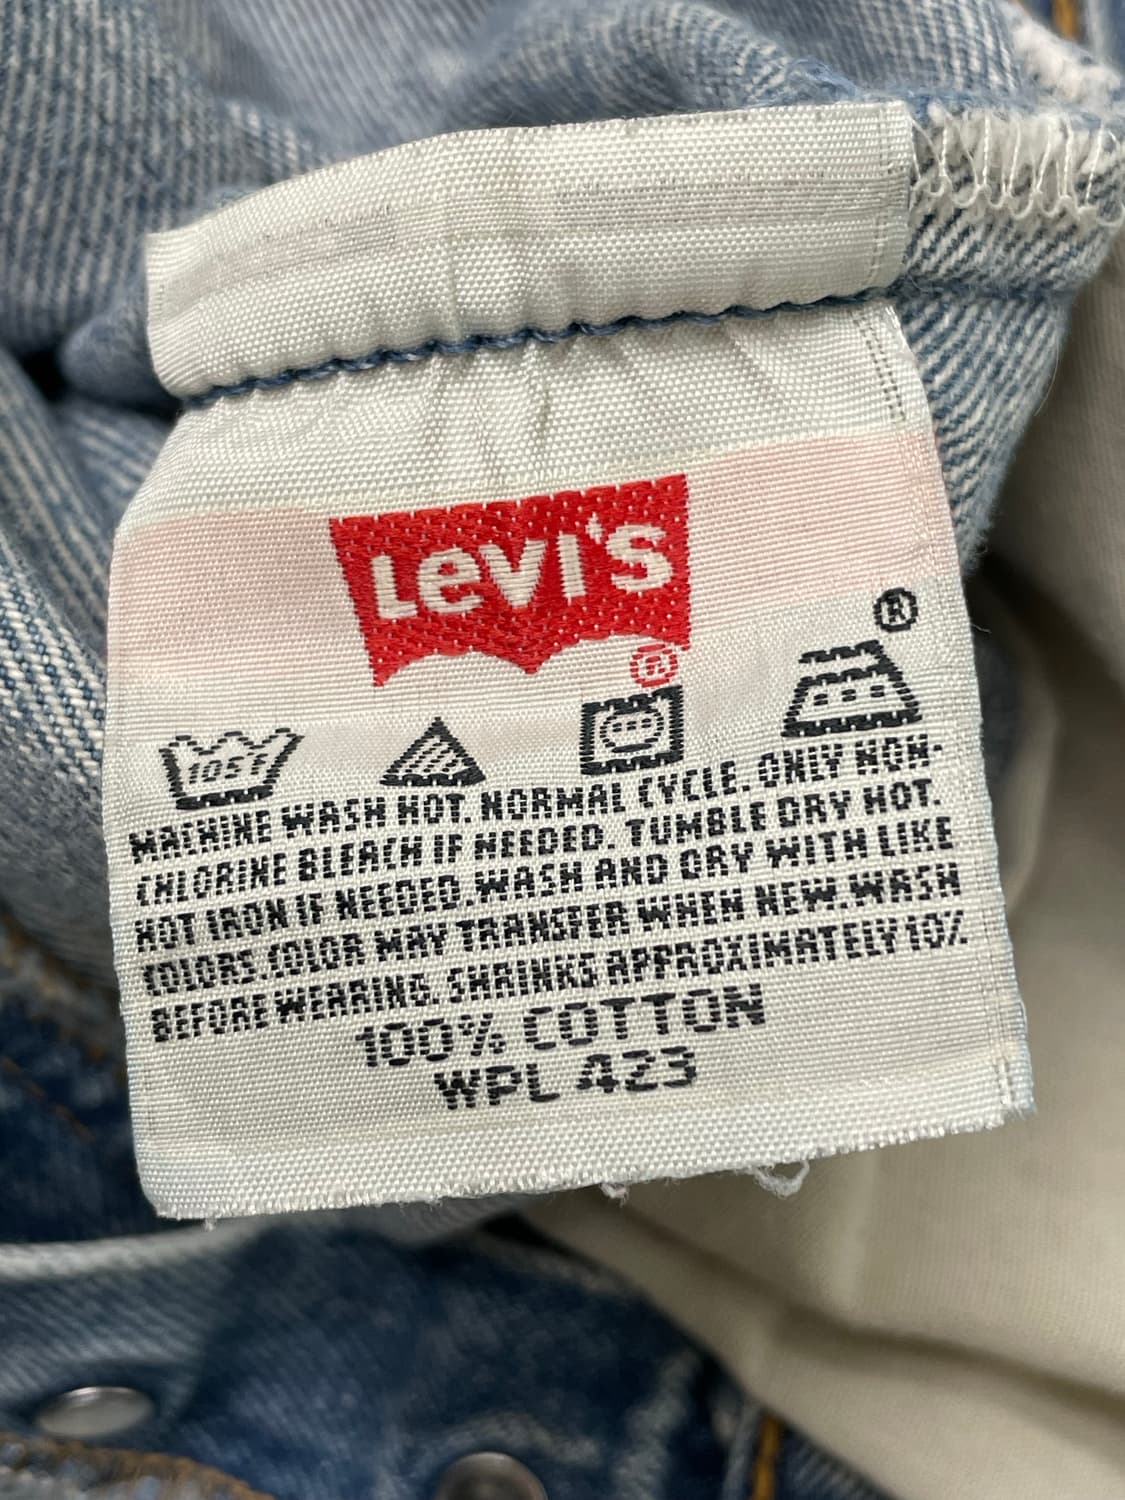 LEVI'S
®
®
105°F
MACHINE WASH HOT. NORMAL CYCLE. ONLY NON-
CHLORINE BLEACH IF NEEDED. TUMBLE DRY HOT.
HOT IRON IF NEEDED. WASH AND DRY WITH LIKE
COLORS. COLOR MAY TRANSFER WHEN NEW. WASH
BEFORE WEARING. SHRINKS APPROXIMATELY 10%
100% COTTON
WPL 423